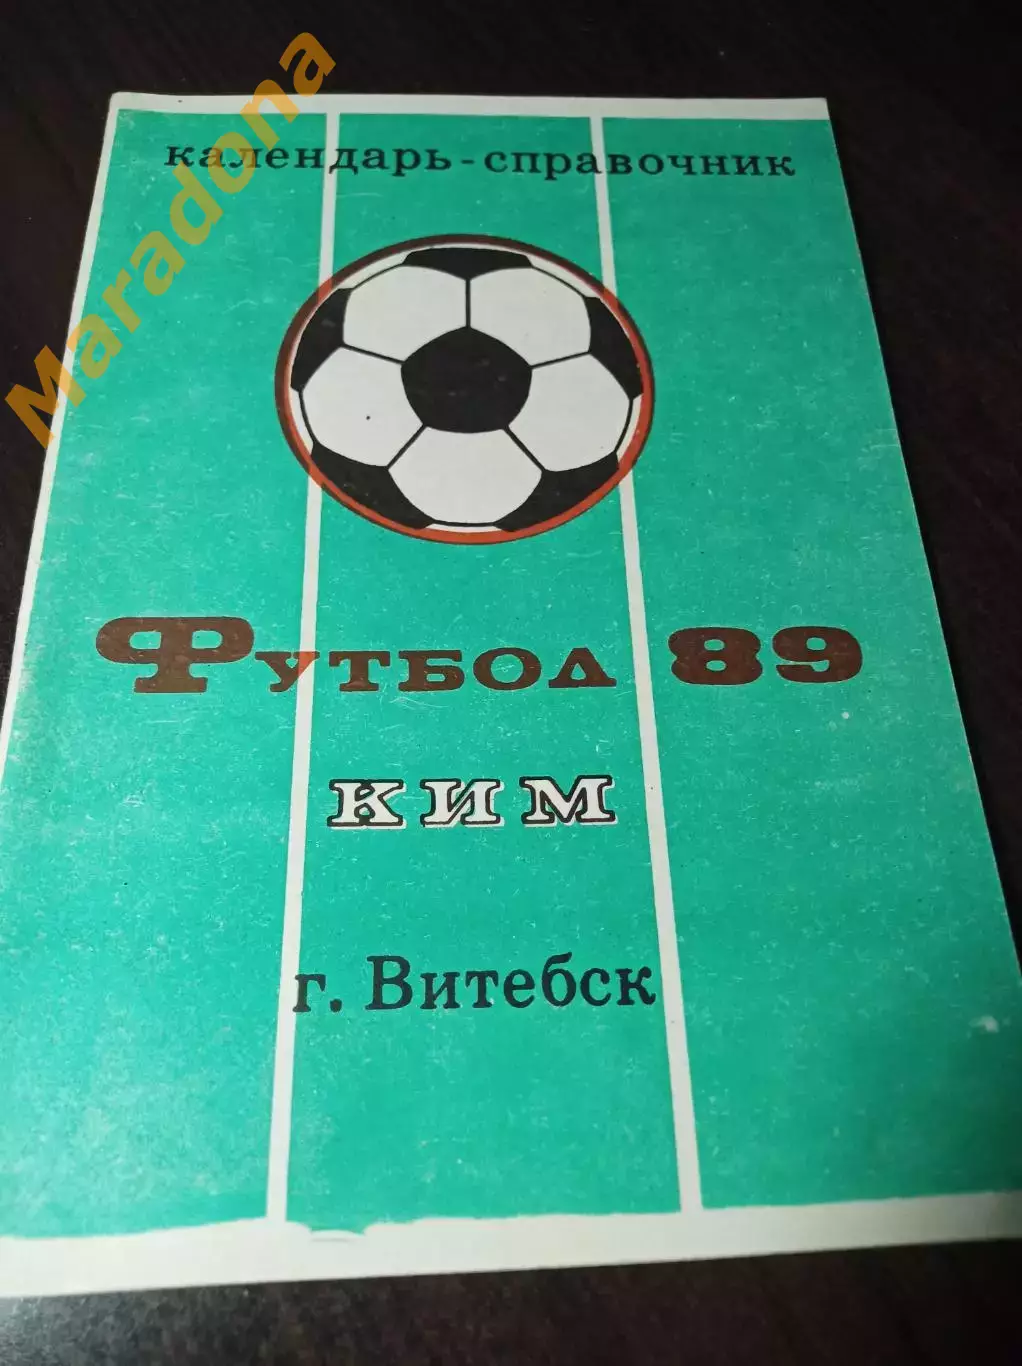 Maradona
календарь-справочник
Футбол 89
КИМ
г. Витебск